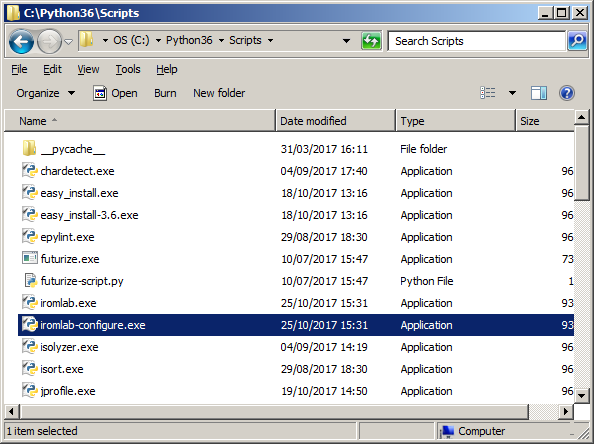 C:\Python36\Scripts
OS (C:) Python36 Scripts Search Scripts
File Edit View Tools Help
Organize Open Burn New folder
Name Date modified Type Size
__pycache__ 31/03/2017 16:11 File folder
chardetect.exe 04/09/2017 17:40 Application 96
easy_install.exe 18/10/2017 13:16 Application 96
easy_install-3.6.exe 18/10/2017 13:16 Application 96
epylint.exe 29/08/2017 18:30 Application 96
futurize.exe 10/07/2017 15:47 Application 73
futurize-script.py 10/07/2017 15:47 Python File 1
iromlab.exe 25/10/2017 15:31 Application 93
iromlab-configure.exe 25/10/2017 15:31 Application 93
isolyzer.exe 04/09/2017 14:19 Application 96
isort.exe 29/08/2017 18:30 Application 96
jprofile.exe 19/10/2017 14:50 Application 96
1 item selected Computer